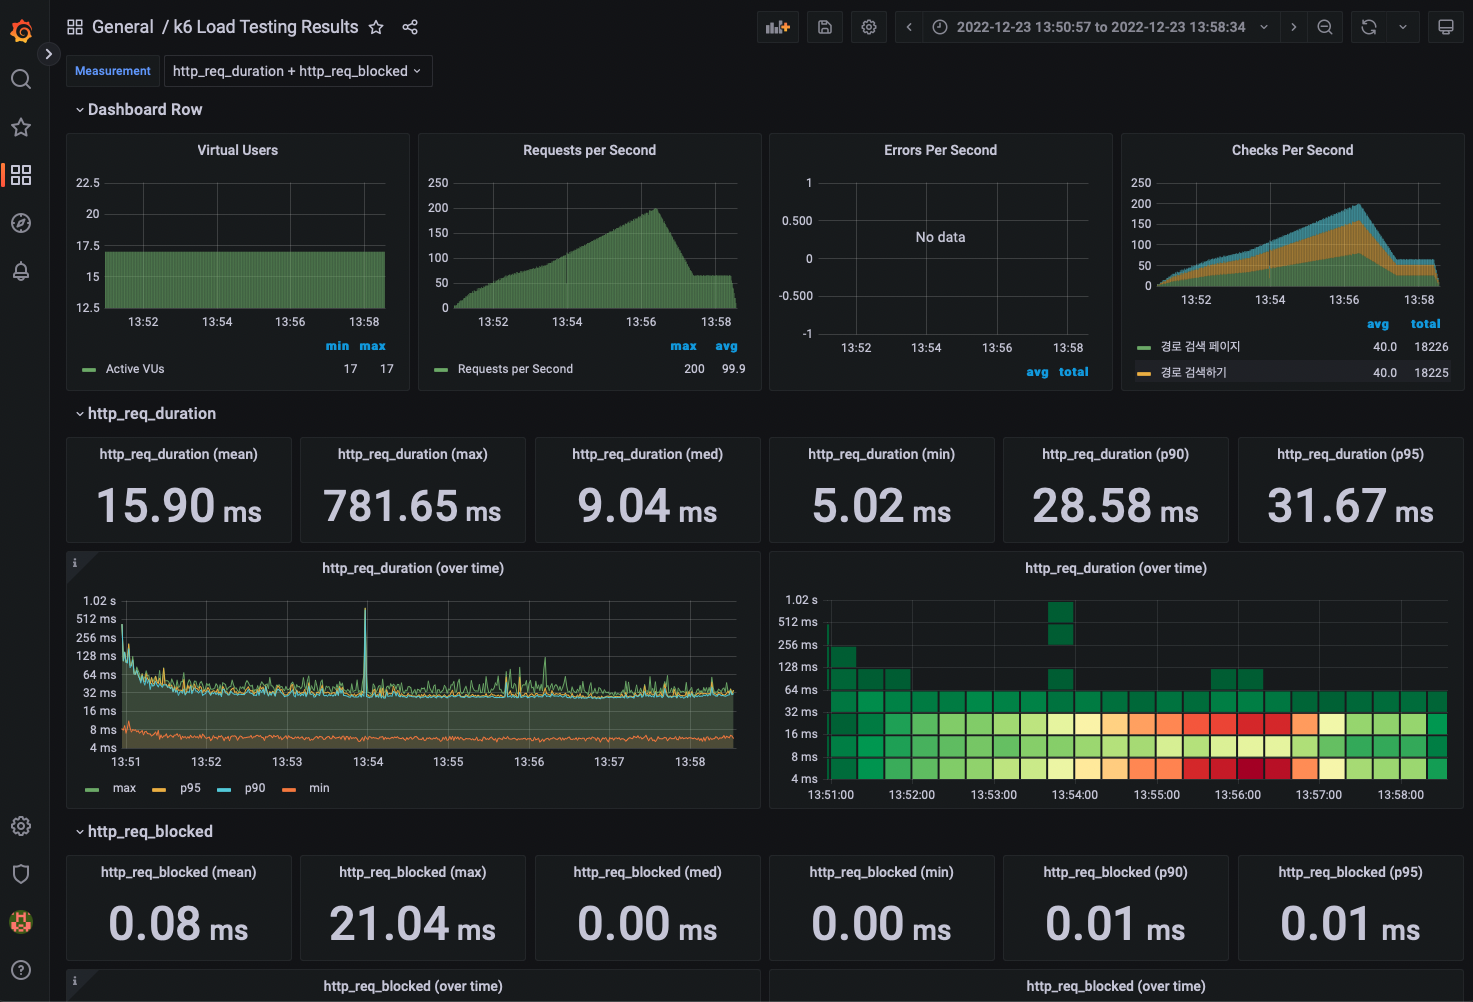 General / k6 Load Testing Results
2022-12-23 13:50:57 to 2022-12-23 13:58:34
Measurement http_req_duration + http_req_blocked
Dashboard Row
Virtual Users
22.5
20
17.5
15
12.5
13:52 13:54 13:56 13:58
min max
Active VUs 17 17
Requests per Second
250
200
150
100
50
0
13:52 13:54 13:56 13:58
max avg
Requests per Second 200 99.9
Errors Per Second
1
0.500
0
-0.500
-1
No data
13:52 13:54 13:56 13:58
avg total
Checks Per Second
250
200
150
100
50
0
13:52 13:54 13:56 13:58
avg total
경로 검색 페이지 40.0 18226
경로 검색하기 40.0 18225
http_req_duration
http_req_duration (mean)
15.90 ms
http_req_duration (max)
781.65 ms
http_req_duration (med)
9.04 ms
http_req_duration (min)
5.02 ms
http_req_duration (p90)
28.58 ms
http_req_duration (p95)
31.67 ms
http_req_duration (over time)
1.02 s
512 ms
256 ms
128 ms
64 ms
32 ms
16 ms
8 ms
4 ms
13:51 13:52 13:53 13:54 13:55 13:56 13:57 13:58
max p95 p90 min
http_req_duration (over time)
1.02 s
512 ms
256 ms
128 ms
64 ms
32 ms
16 ms
8 ms
4 ms
13:51:00 13:52:00 13:53:00 13:54:00 13:55:00 13:56:00 13:57:00 13:58:00
http_req_blocked
http_req_blocked (mean)
0.08 ms
http_req_blocked (max)
21.04 ms
http_req_blocked (med)
0.00 ms
http_req_blocked (min)
0.00 ms
http_req_blocked (p90)
0.01 ms
http_req_blocked (p95)
0.01 ms
http_req_blocked (over time)
http_req_blocked (over time)